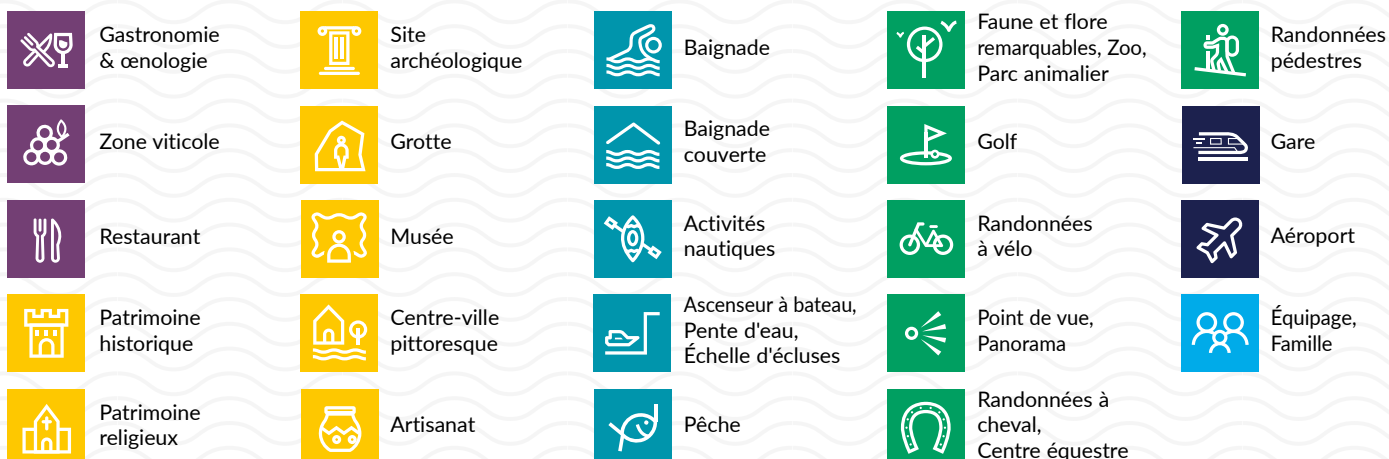 Gastronomie
& œnologie
Zone viticole
Restaurant
Patrimoine
historique
Patrimoine
religieux
Site
archéologique
Grotte
Musée
Centre-ville
pittoresque
Artisanat
Baignade
Baignade
couverte
Activités
nautiques
Ascenseur à bateau,
Pente d'eau,
Échelle d'écluses
Pêche
Faune et flore
remarquables, Zoo,
Parc animalier
Golf
Randonnées
à vélo
Point de vue,
Panorama
Randonnées à
cheval,
Centre équestre
Randonnées
pédestres
Gare
Aéroport
Équipage,
Famille